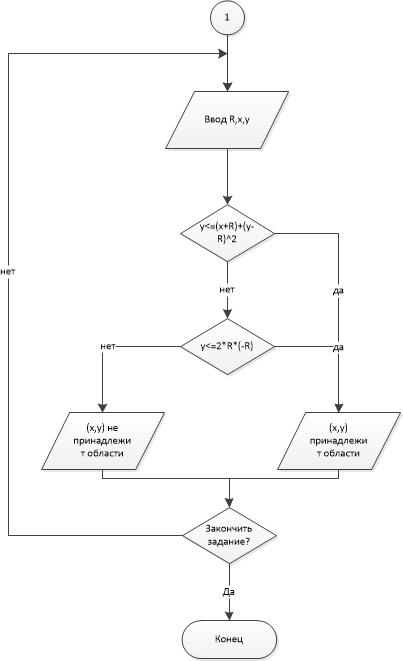 1
Ввод R,x,y
y<=(x+R)+(y-
R)^2
нет
нет
да
y<=2*R*(-R)
нет
да
(x,y) не
принадлежи
т области
(x,y)
принадлежи
т области
Закончить
задание?
Да
Конец